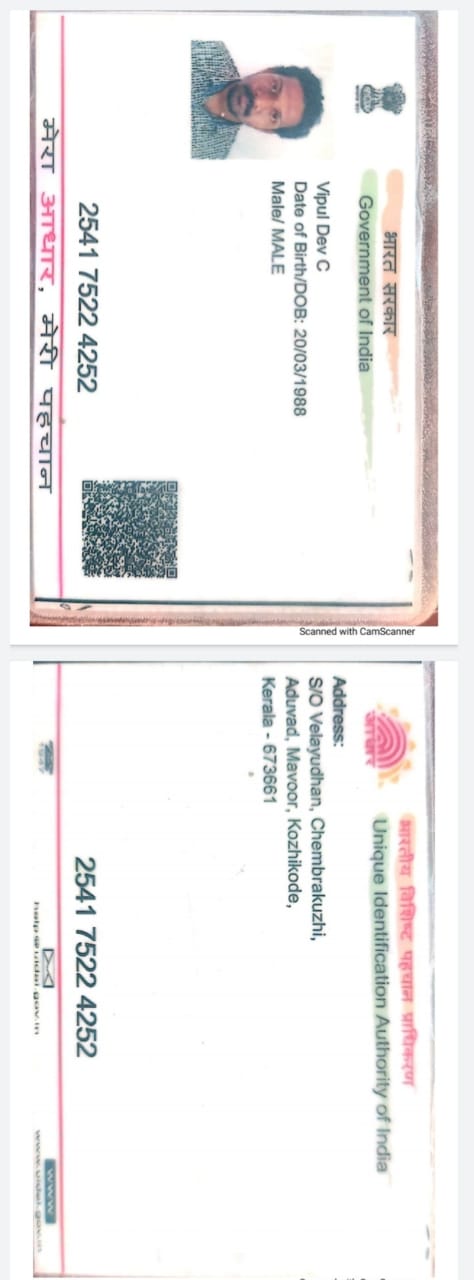 भारत सरकार
Government of India
Vipul Dev C
Date of Birth/DOB: 20/03/1988
Male/ MALE
2541 7522 4252
मेरा आधार, मेरी पहचान
Scanned with CamScanner
भारतीय विशिष्ट पहचान प्राधिकरण
Unique Identification Authority of India
आधार
Address:
S/O Velayudhan, Chembrakuzhi,
Aduvad, Mavoor, Kozhikode,
Kerala - 673661
2541 7522 4252
1947
help@uidai.gov.in
www
www.uidai.gov.in